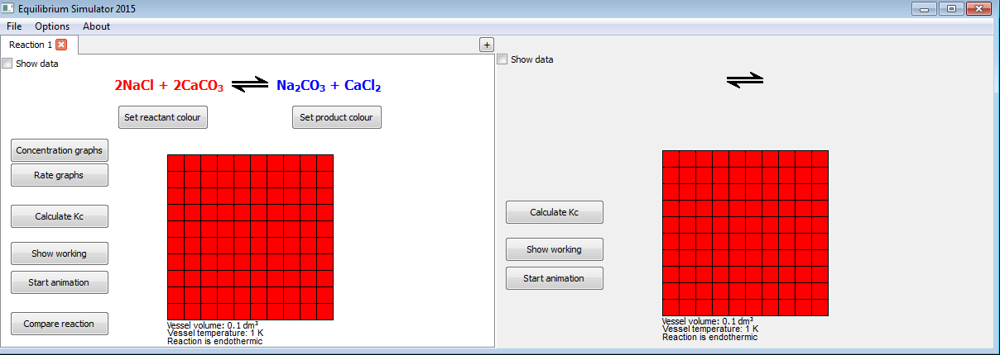 Equilibrium Simulator 2015
File Options About
Reaction 1
+
Show data
2NaCl + 2CaCO₃ ⇌ Na₂CO₃ + CaCl₂
Set reactant colour
Set product colour
Concentration graphs
Rate graphs
Calculate Kc
Show working
Start animation
Compare reaction
Vessel volume: 0.1 dm³
Vessel temperature: 1 K
Reaction is endothermic
Show data
⇌
Calculate Kc
Show working
Start animation
Vessel volume: 0.1 dm³
Vessel temperature: 1 K
Reaction is endothermic